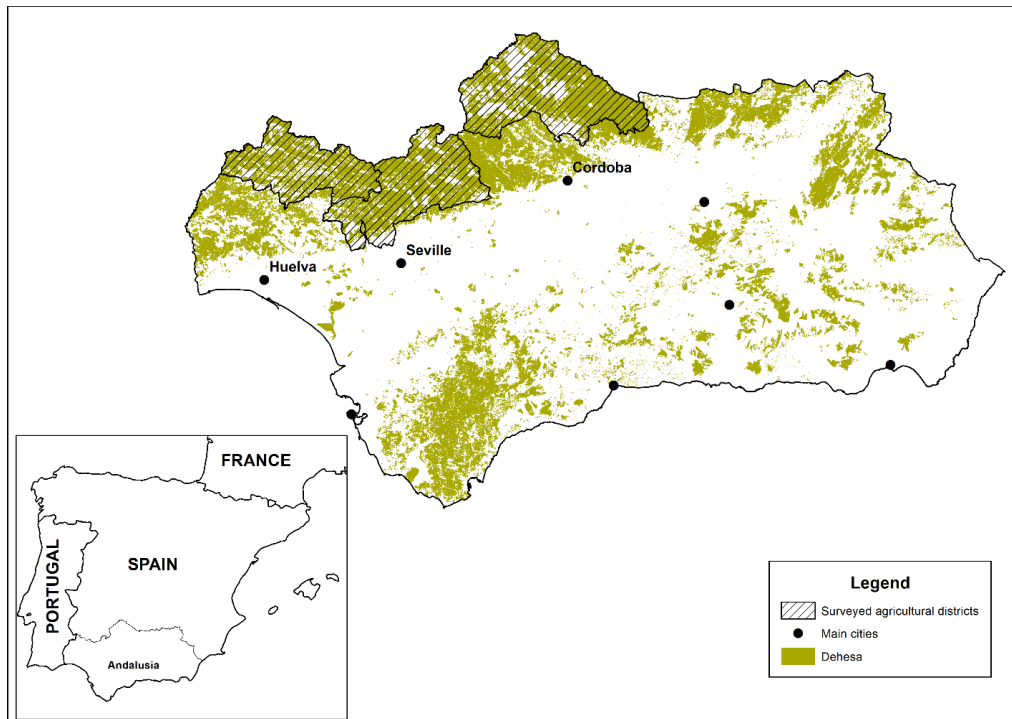 Cordoba
Seville
Huelva
FRANCE
SPAIN
PORTUGAL
Andalusia
Legend
Surveyed agricultural districts
Main cities
Dehesa